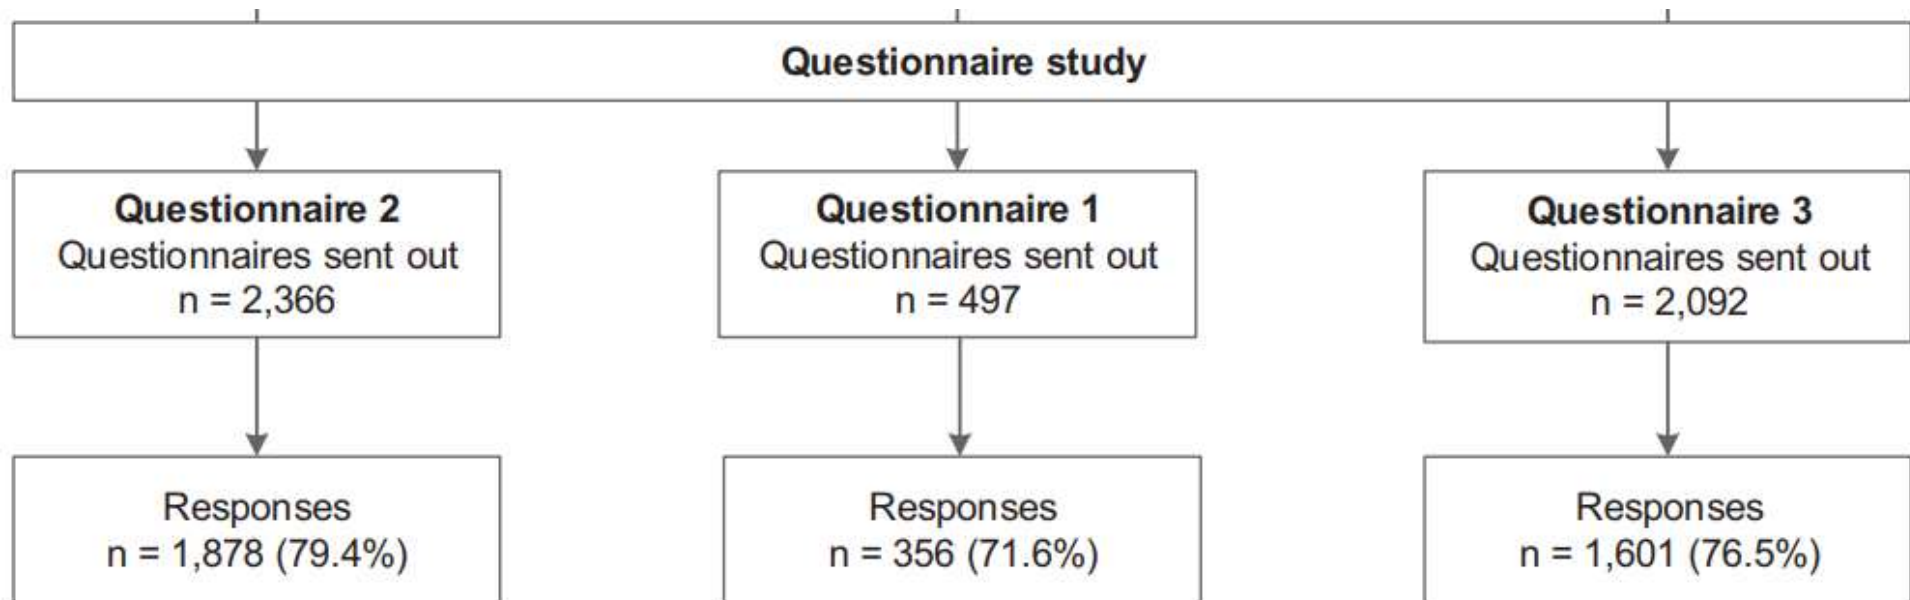 Questionnaire study
Questionnaire 2
Questionnaires sent out
n = 2,366
Questionnaire 1
Questionnaires sent out
n = 497
Questionnaire 3
Questionnaires sent out
n = 2,092
Responses
n = 1,878 (79.4%)
Responses
n = 356 (71.6%)
Responses
n = 1,601 (76.5%)